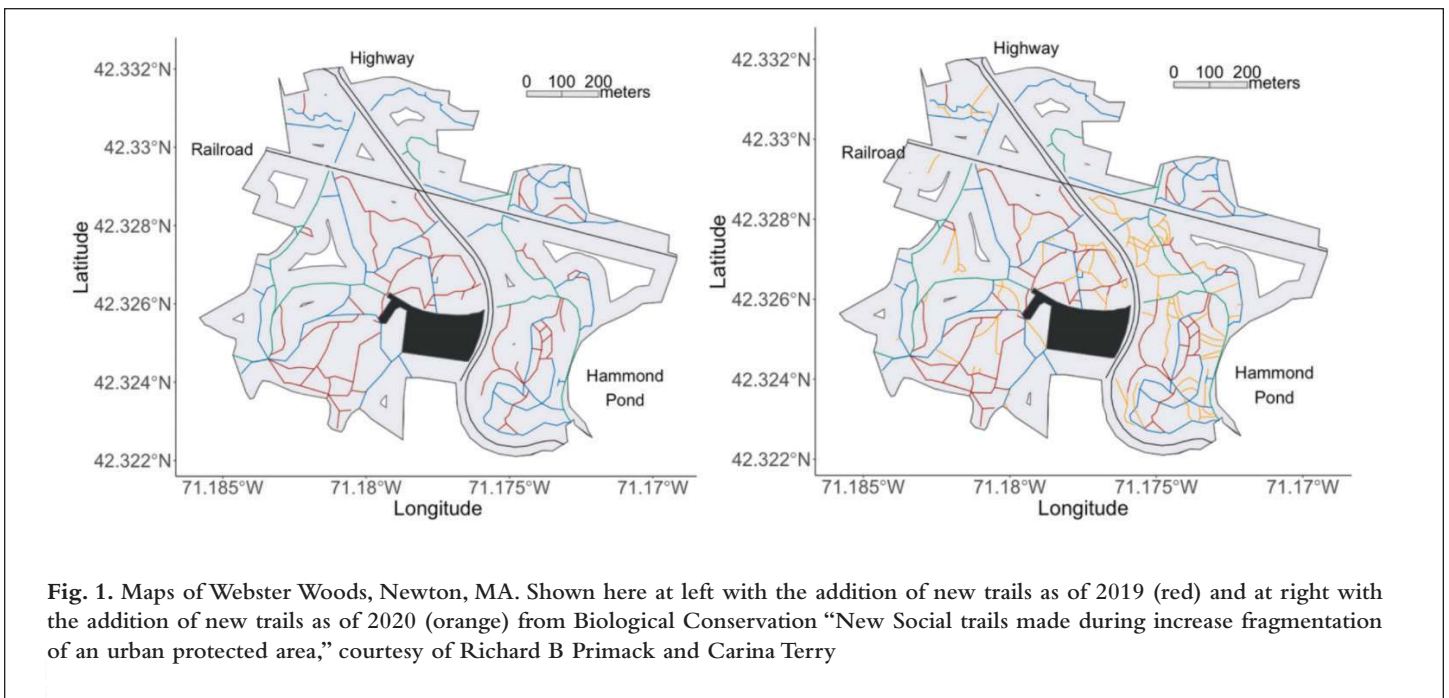 Highway
42.332°N
0 100 200
meters
42.33°N
Railroad
42.328°N
Latitude
42.326°N
42.324°N
Hammond
Pond
42.322°N
71.185°W 71.18°W 71.175°W 71.17°W
Longitude
Highway
42.332°N
0 100 200
meters
42.33°N
Railroad
42.328°N
Latitude
42.326°N
42.324°N
Hammond
Pond
42.322°N
71.185°W 71.18°W 71.175°W 71.17°W
Longitude
Fig. 1. Maps of Webster Woods, Newton, MA. Shown here at left with the addition of new trails as of 2019 (red) and at right with
the addition of new trails as of 2020 (orange) from Biological Conservation “New Social trails made during increase fragmentation
of an urban protected area,” courtesy of Richard B Primack and Carina Terry